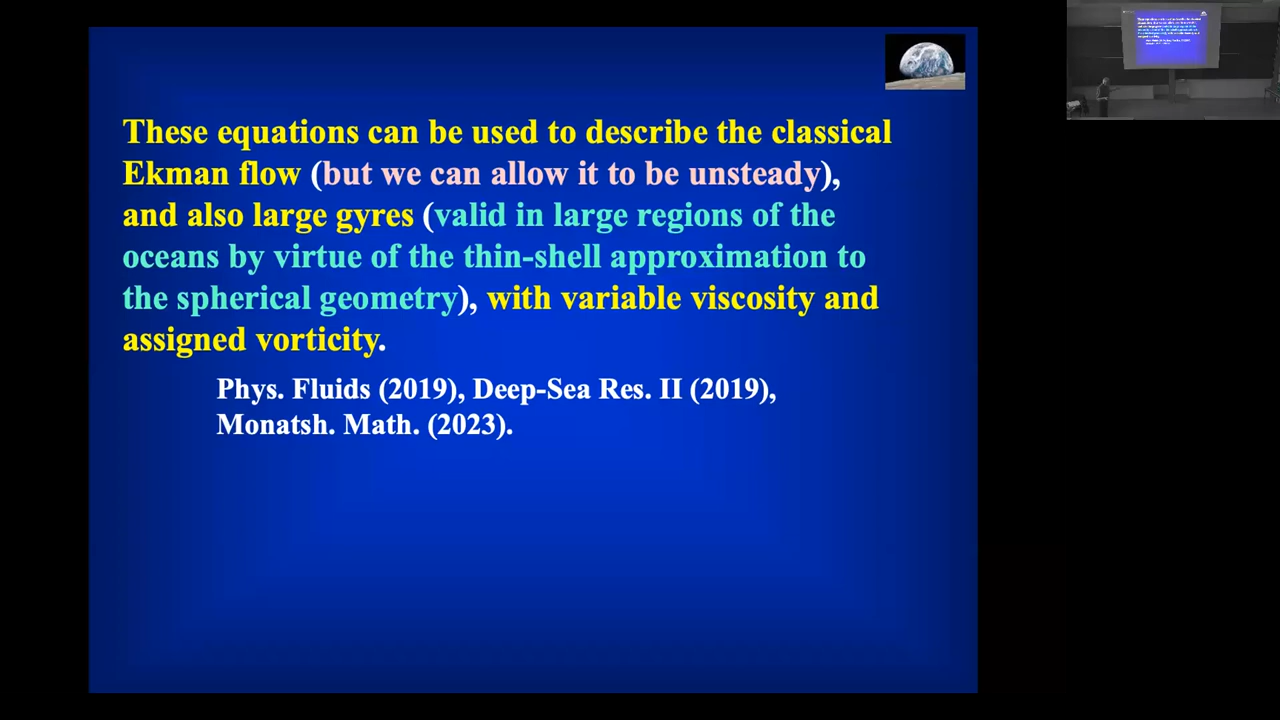 These equations can be used to describe the classical
Ekman flow (but we can allow it to be unsteady),
and also large gyres (valid in large regions of the
oceans by virtue of the thin-shell approximation to
the spherical geometry), with variable viscosity and
assigned vorticity.
Phys. Fluids (2019), Deep-Sea Res. II (2019),
Monatsh. Math. (2023).